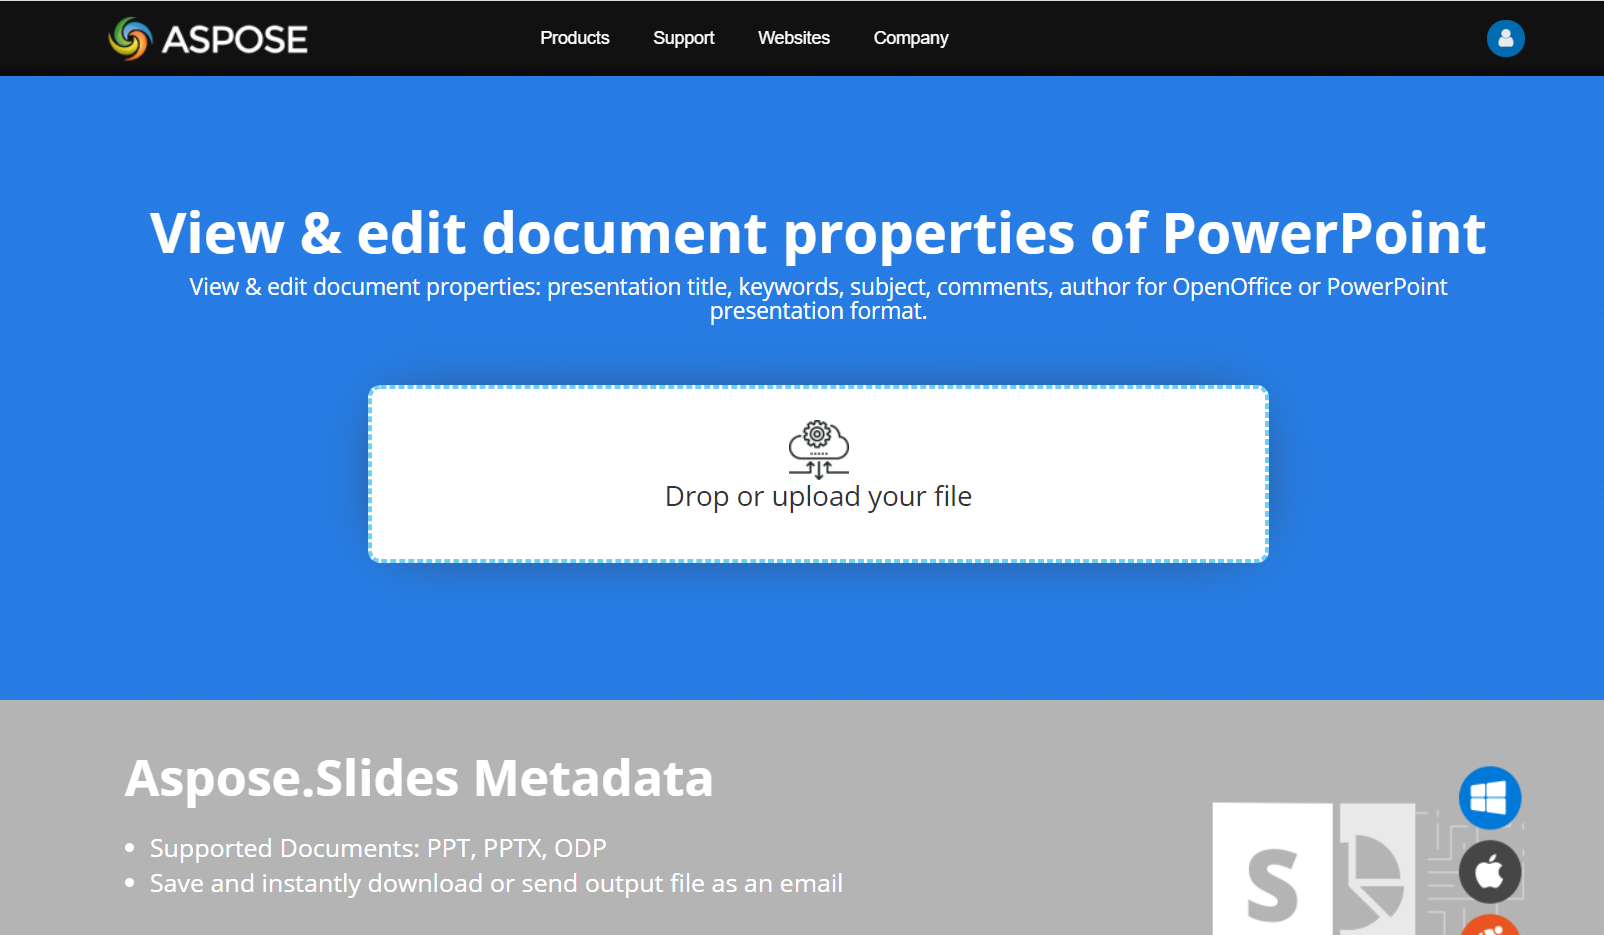 ASPOSE
Products Support Websites Company
View & edit document properties of PowerPoint
View & edit document properties: presentation title, keywords, subject, comments, author for OpenOffice or PowerPoint
presentation format.
Drop or upload your file
Aspose.Slides Metadata
Supported Documents: PPT, PPTX, ODP
Save and instantly download or send output file as an email
S